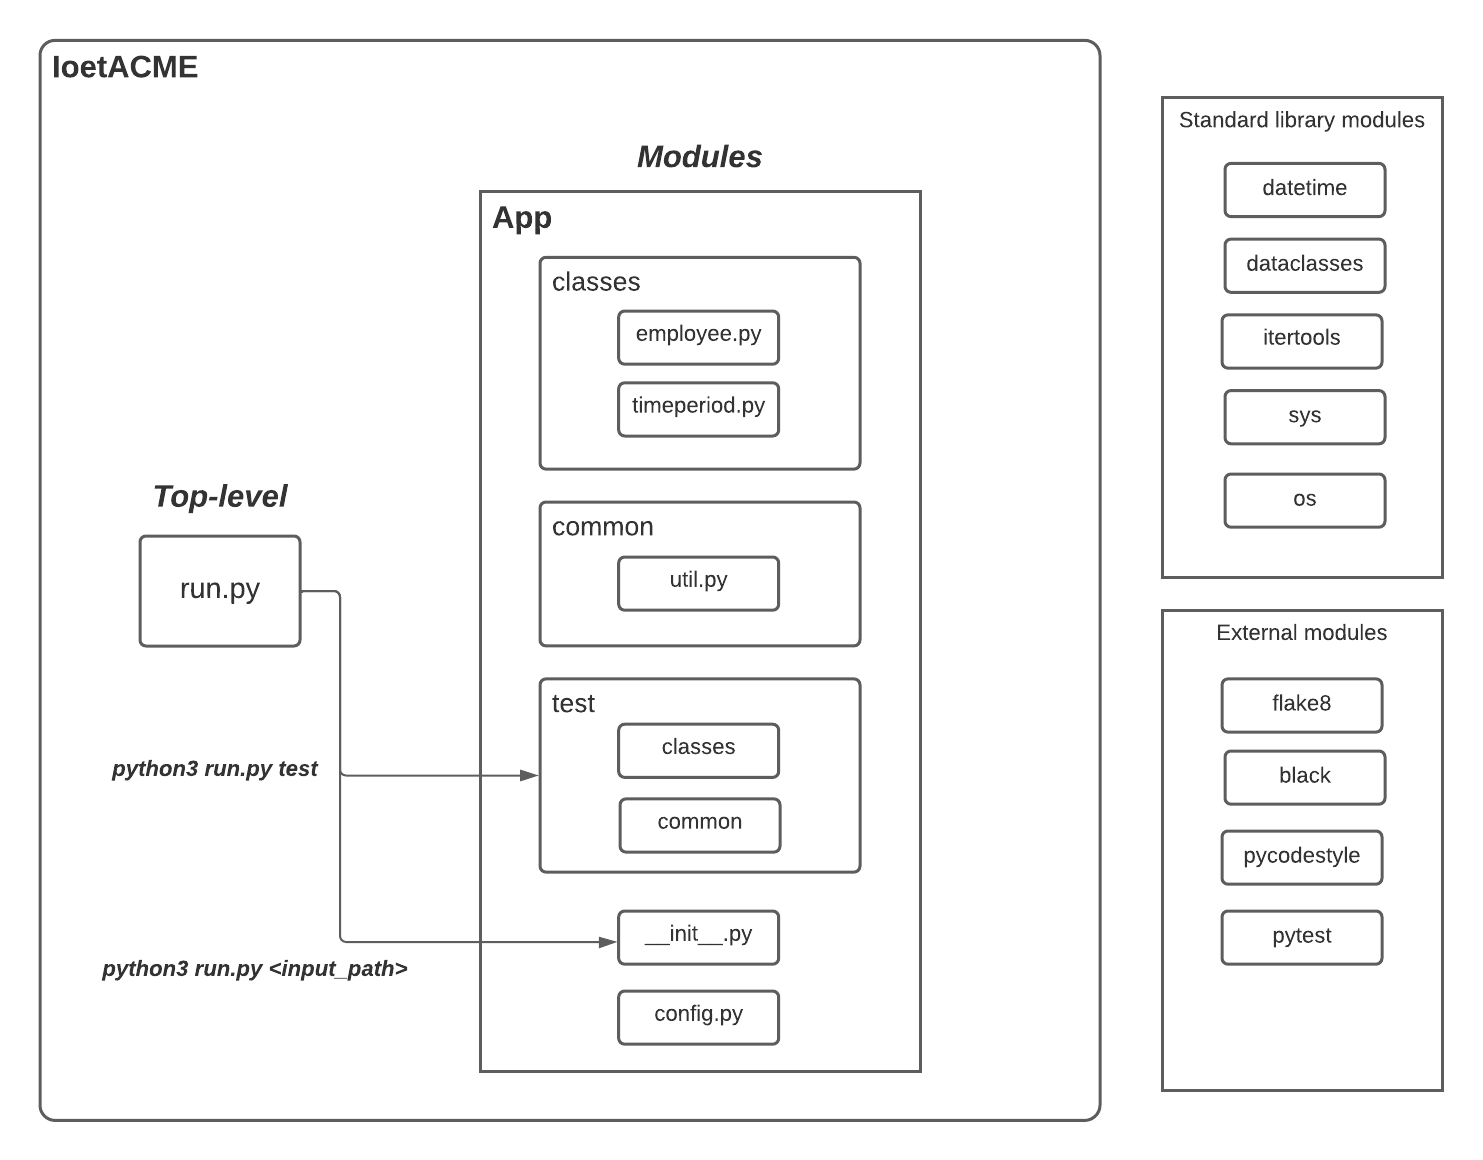 IoetACME
Modules
App
classes
employee.py
timeperiod.py
Top-level
run.py
common
util.py
test
classes
common
python3 run.py test
__init__.py
python3 run.py <input_path>
config.py
Standard library modules
datetime
dataclasses
itertools
sys
os
External modules
flake8
black
pycodestyle
pytest